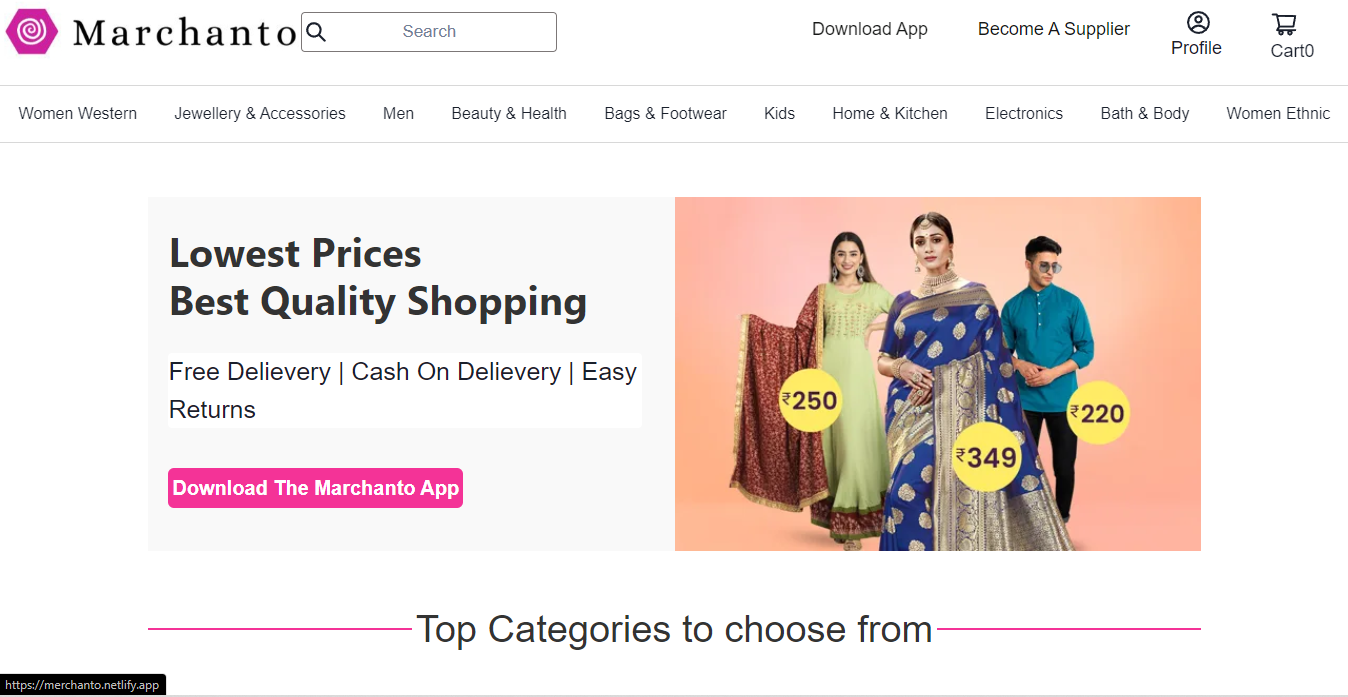 Marchanto
Search
Download App
Become A Supplier
Profile
Cart0
Women Western
Jewellery & Accessories
Men
Beauty & Health
Bags & Footwear
Kids
Home & Kitchen
Electronics
Bath & Body
Women Ethnic
Lowest Prices
Best Quality Shopping
Free Delievery | Cash On Delievery | Easy
Returns
Download The Marchanto App
₹250
₹349
₹220
Top Categories to choose from
https://merchanto.netlify.app